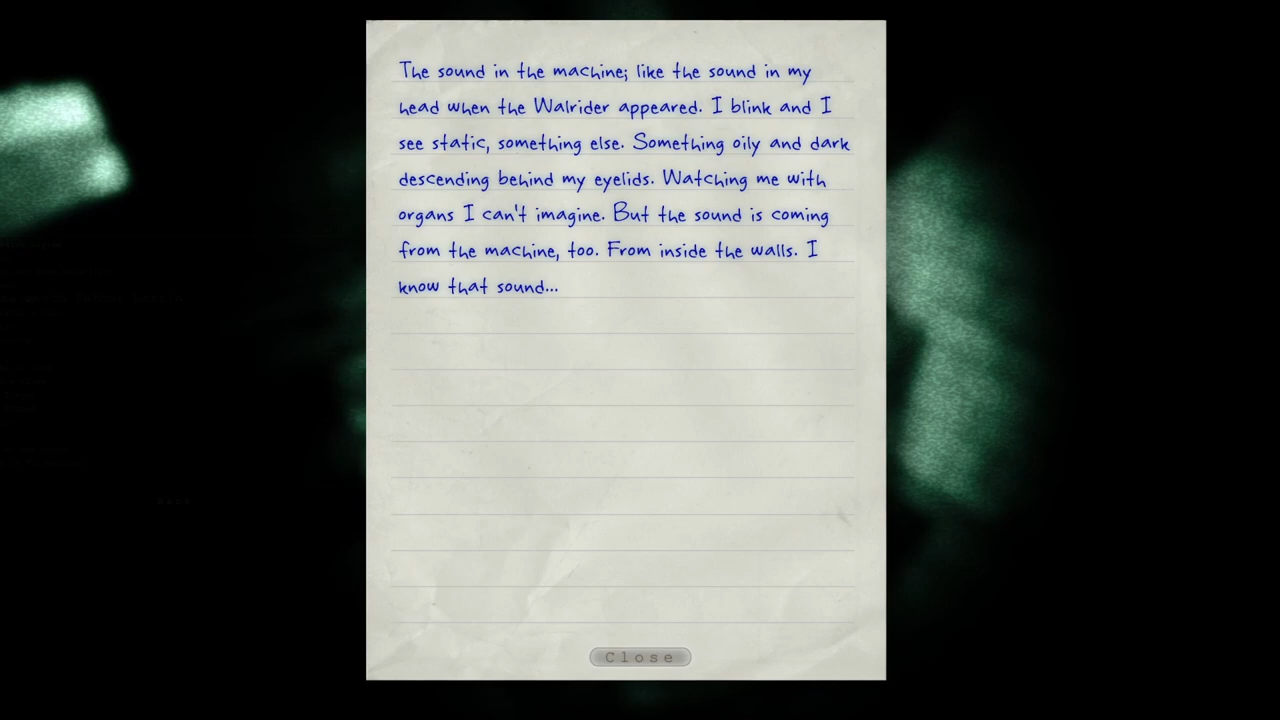 The sound in the machine; like the sound in my
head when the Walrider appeared. I blink and I
see static, something else. Something oily and dark
descending behind my eyelids. Watching me with
organs I can't imagine. But the sound is coming
from the machine, too. From inside the walls. I
know that sound...
Close